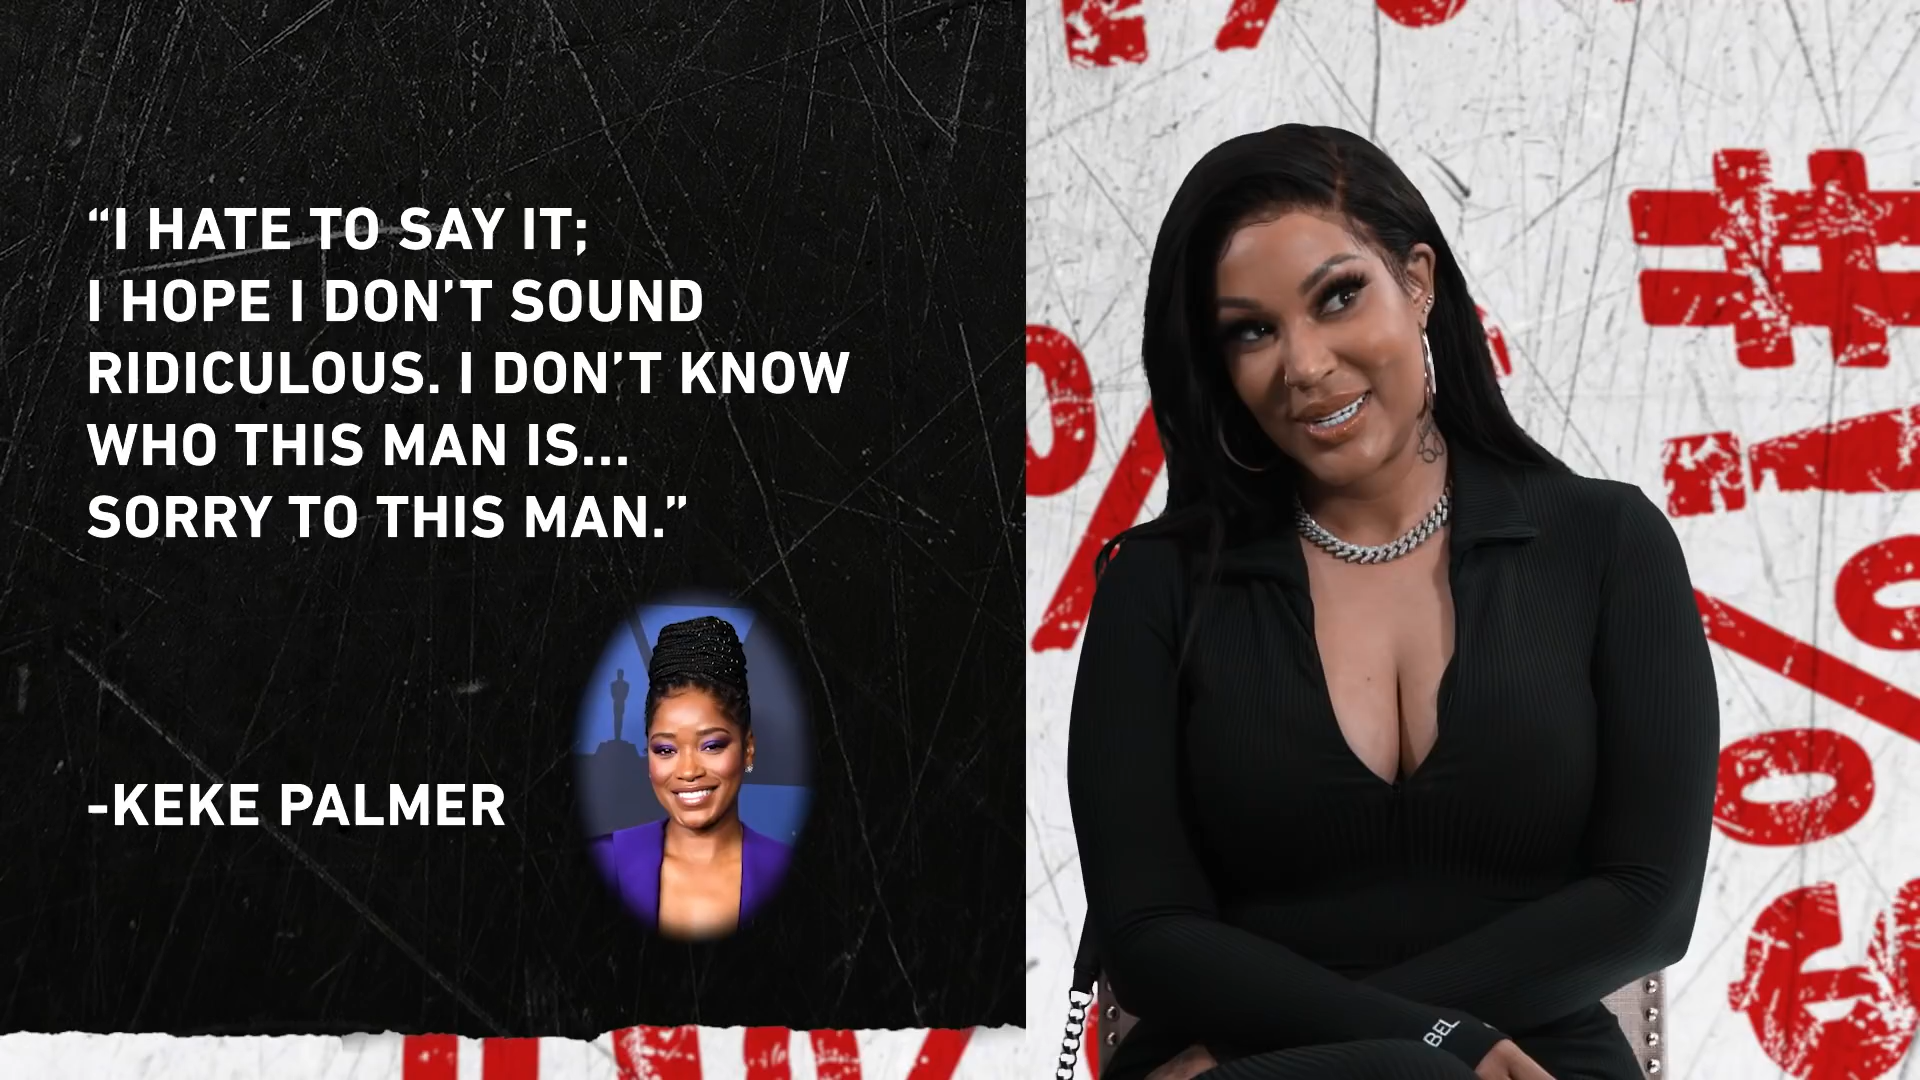 “I HATE TO SAY IT;
I HOPE I DON’T SOUND
RIDICULOUS. I DON’T KNOW
WHO THIS MAN IS...
SORRY TO THIS MAN.”
-KEKE PALMER
BEL